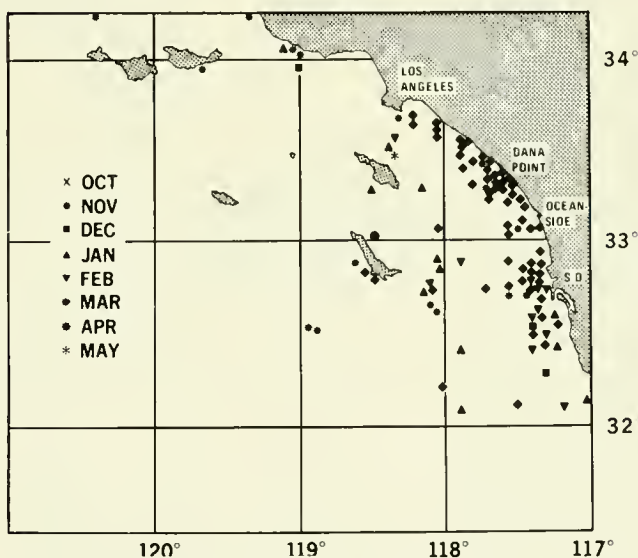 34°
LOS
ANGELES
DANA
POINT
OCEAN-
SIDE
33°
S D
× OCT
NOV
DEC
JAN
FEB
MAR
APR
* MAY
32
120° 119° 118° 117°